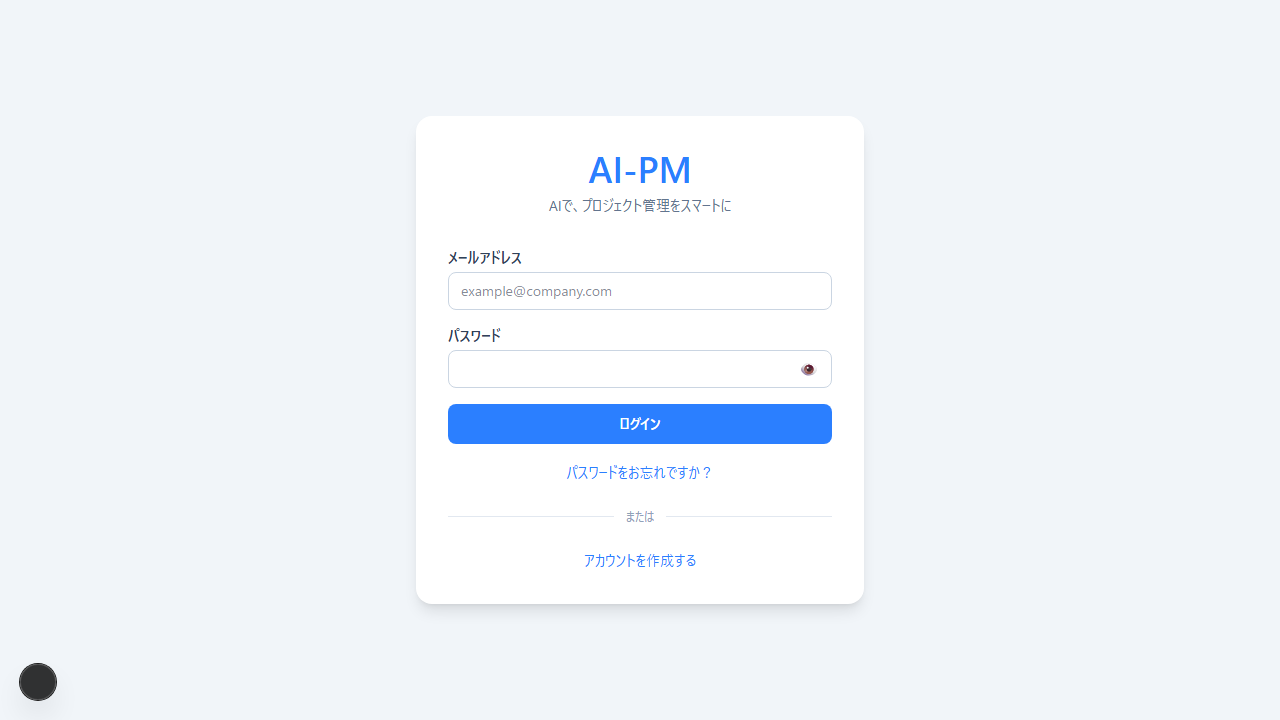 AI-PM
AIで、プロジェクト管理をスマートに
メールアドレス
example@company.com
パスワード
ログイン
パスワードをお忘れですか？
または
アカウントを作成する